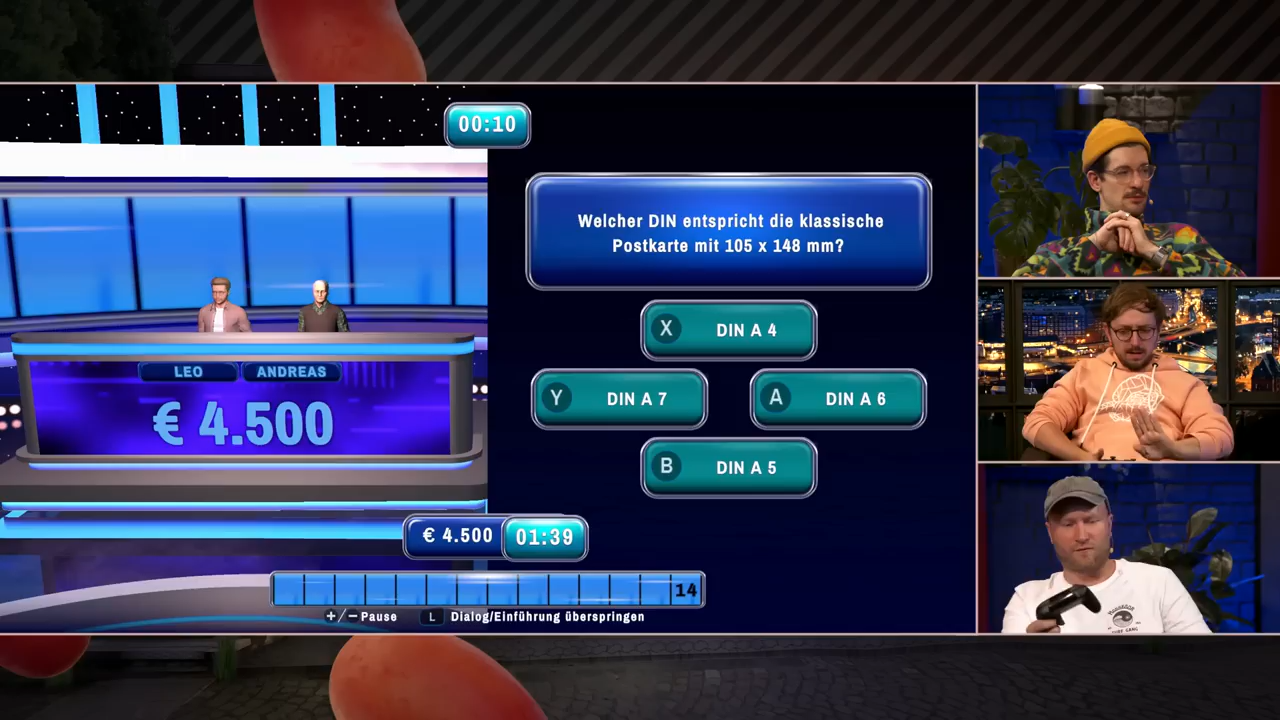 00:10
Welcher DIN entspricht die klassische
Postkarte mit 105 x 148 mm?
X DIN A 4
Y DIN A 7
A DIN A 6
B DIN A 5
LEO
ANDREAS
€ 4.500
€ 4.500
01:39
14
+/− Pause
L Dialog/Einführung überspringen